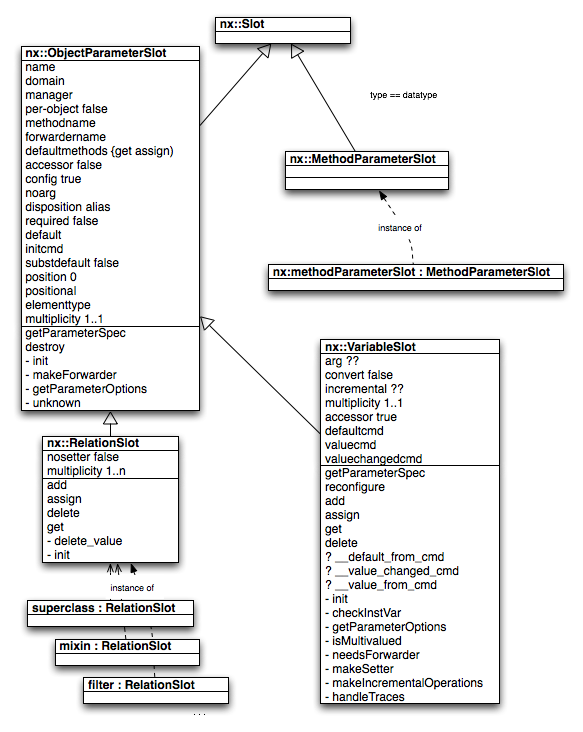 nx::Slot
nx::ObjectParameterSlot
name
domain
manager
per-object false
methodname
forwardername
defaultmethods {get assign)
accessor false
config true
noarg
disposition alias
required false
default
initcmd
substdefault false
position 0
positional
elementtype
multiplicity 1..1
getParameterSpec
destroy
- init
- makeForwarder
- getParameterOptions
- unknown
type == datatype
nx::MethodParameterSlot
instance of
nx:methodParameterSlot : MethodParameterSlot
nx::VariableSlot
arg ??
convert false
incremental ??
multiplicity 1..1
accessor true
defaultcmd
valuecmd
valuechangedcmd
getParameterSpec
reconfigure
add
assign
get
delete
? __default_from_cmd
? __value_changed_cmd
? __value_from_cmd
- init
- checkInstVar
- getParameterOptions
- isMultivalued
- needsForwarder
- makeSetter
- makeIncrementalOperations
- handleTraces
nx::RelationSlot
nosetter false
multiplicity 1..n
add
assign
delete
get
- delete_value
- init
instance of
superclass : RelationSlot
mixin : RelationSlot
filter : RelationSlot
. . .